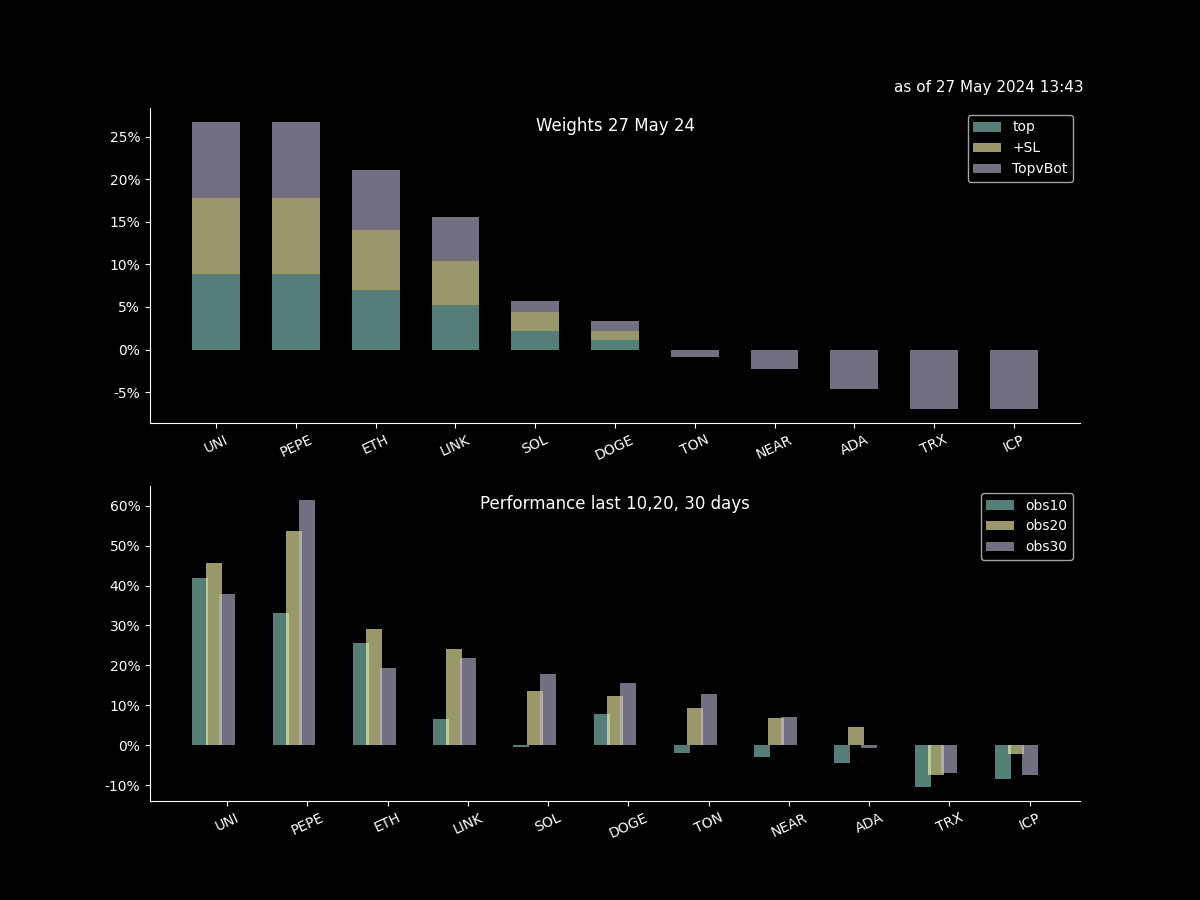 as of 27 May 2024 13:43
Weights 27 May 24
top
+SL
TopvBot
25%
20%
15%
10%
5%
0%
-5%
UNI PEPE ETH LINK SOL DOGE TON NEAR ADA TRX ICP
Performance last 10,20, 30 days
obs10
obs20
obs30
60%
50%
40%
30%
20%
10%
0%
-10%
UNI PEPE ETH LINK SOL DOGE TON NEAR ADA TRX ICP